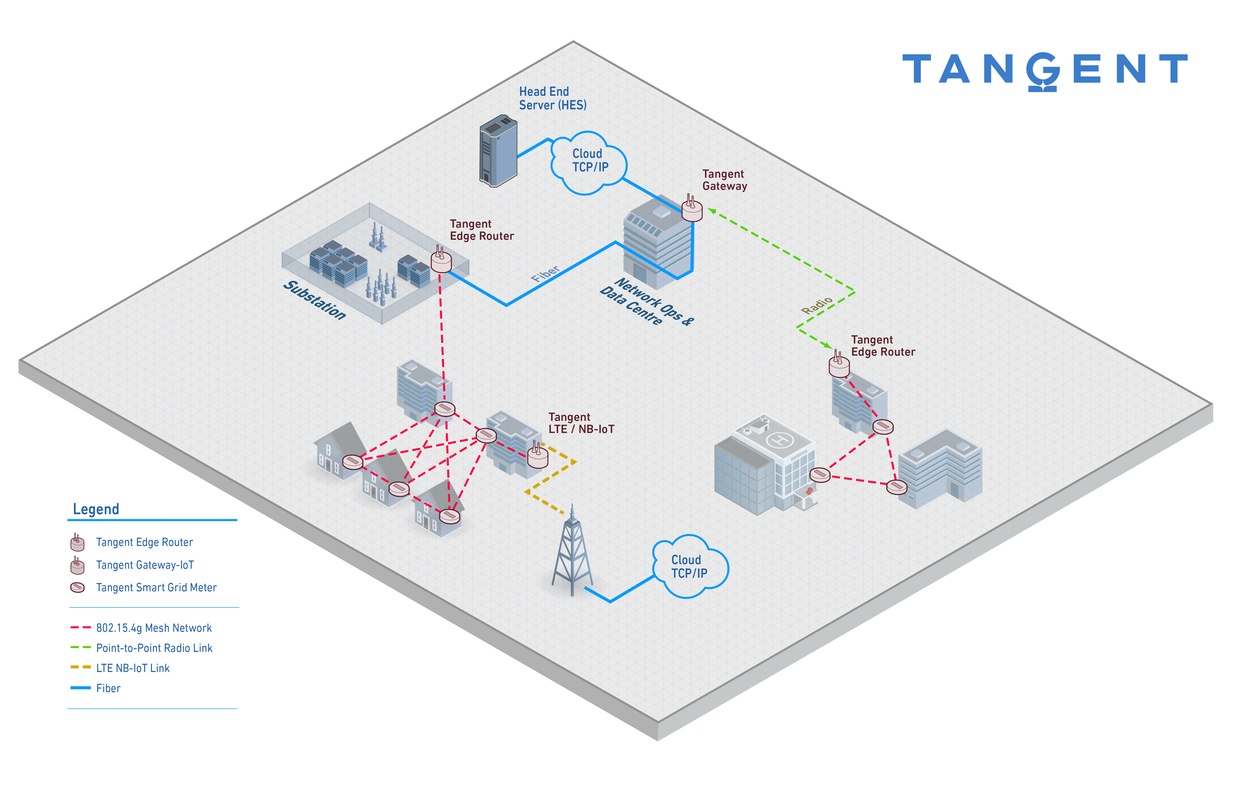 TANGENT
Head End
Server (HES)
Cloud
TCP/IP
Tangent
Gateway
Tangent
Edge Router
Fiber
Substation
Network Ops &
Data Centre
Radio
Tangent
Edge Router
Tangent
LTE / NB-IoT
H
Cloud
TCP/IP
Legend
Tangent Edge Router
Tangent Gateway-IoT
Tangent Smart Grid Meter
802.15.4g Mesh Network
Point-to-Point Radio Link
LTE NB-IoT Link
Fiber